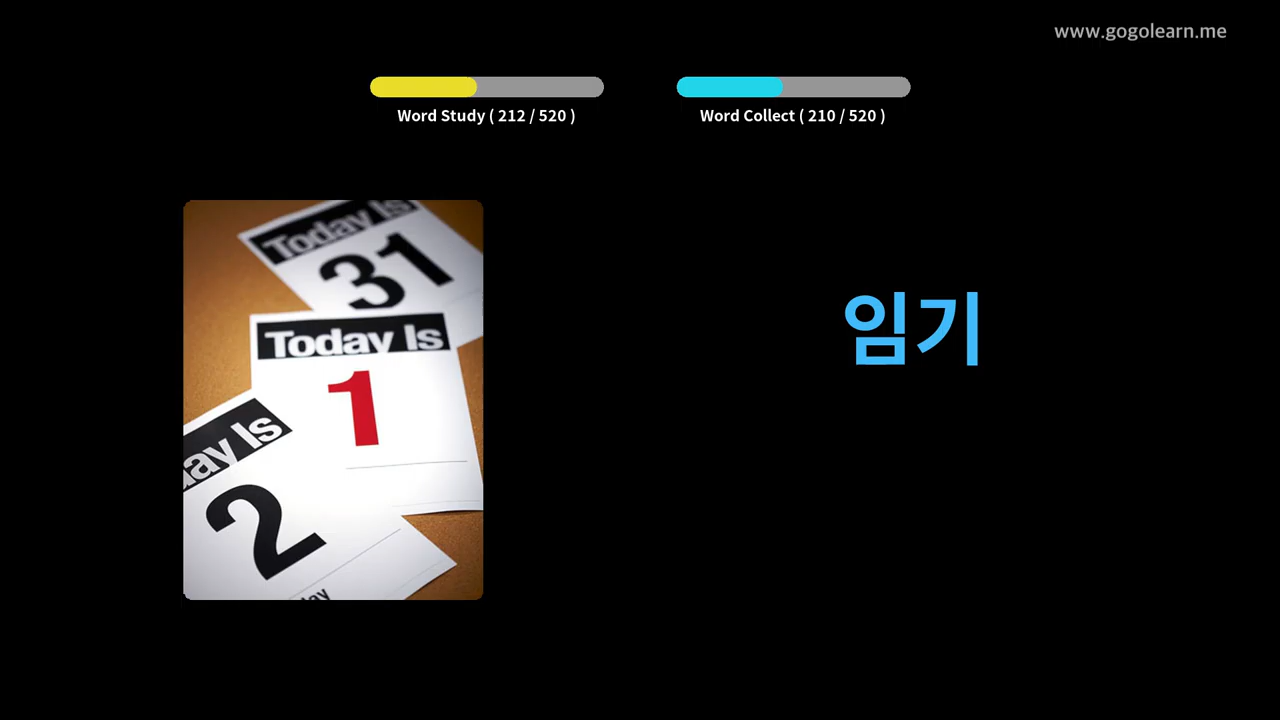 www.gogolearn.me
Word Study ( 212 / 520 )
Word Collect ( 210 / 520 )
Today Is
31
Today Is
1
day Is
2
임기